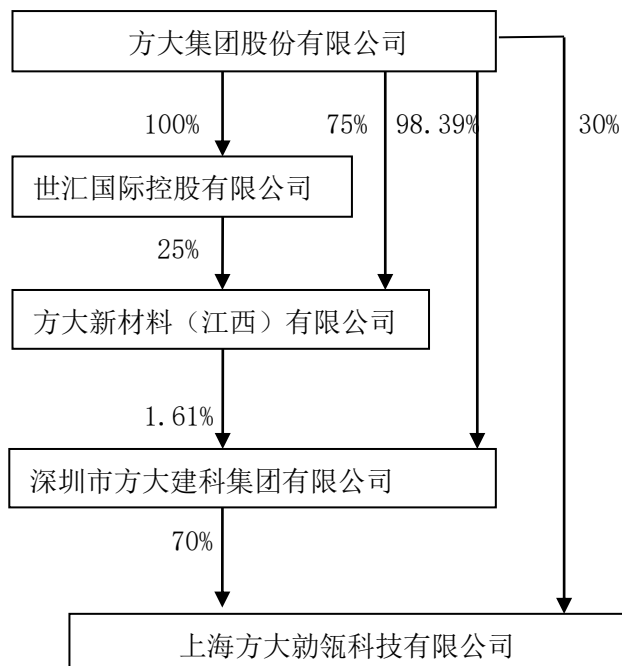 方大集团股份有限公司
100%
75%
98.39%
30%
世汇国际控股有限公司
25%
方大新材料（江西）有限公司
1.61%
深圳市方大建科集团有限公司
70%
上海方大勍瓴科技有限公司